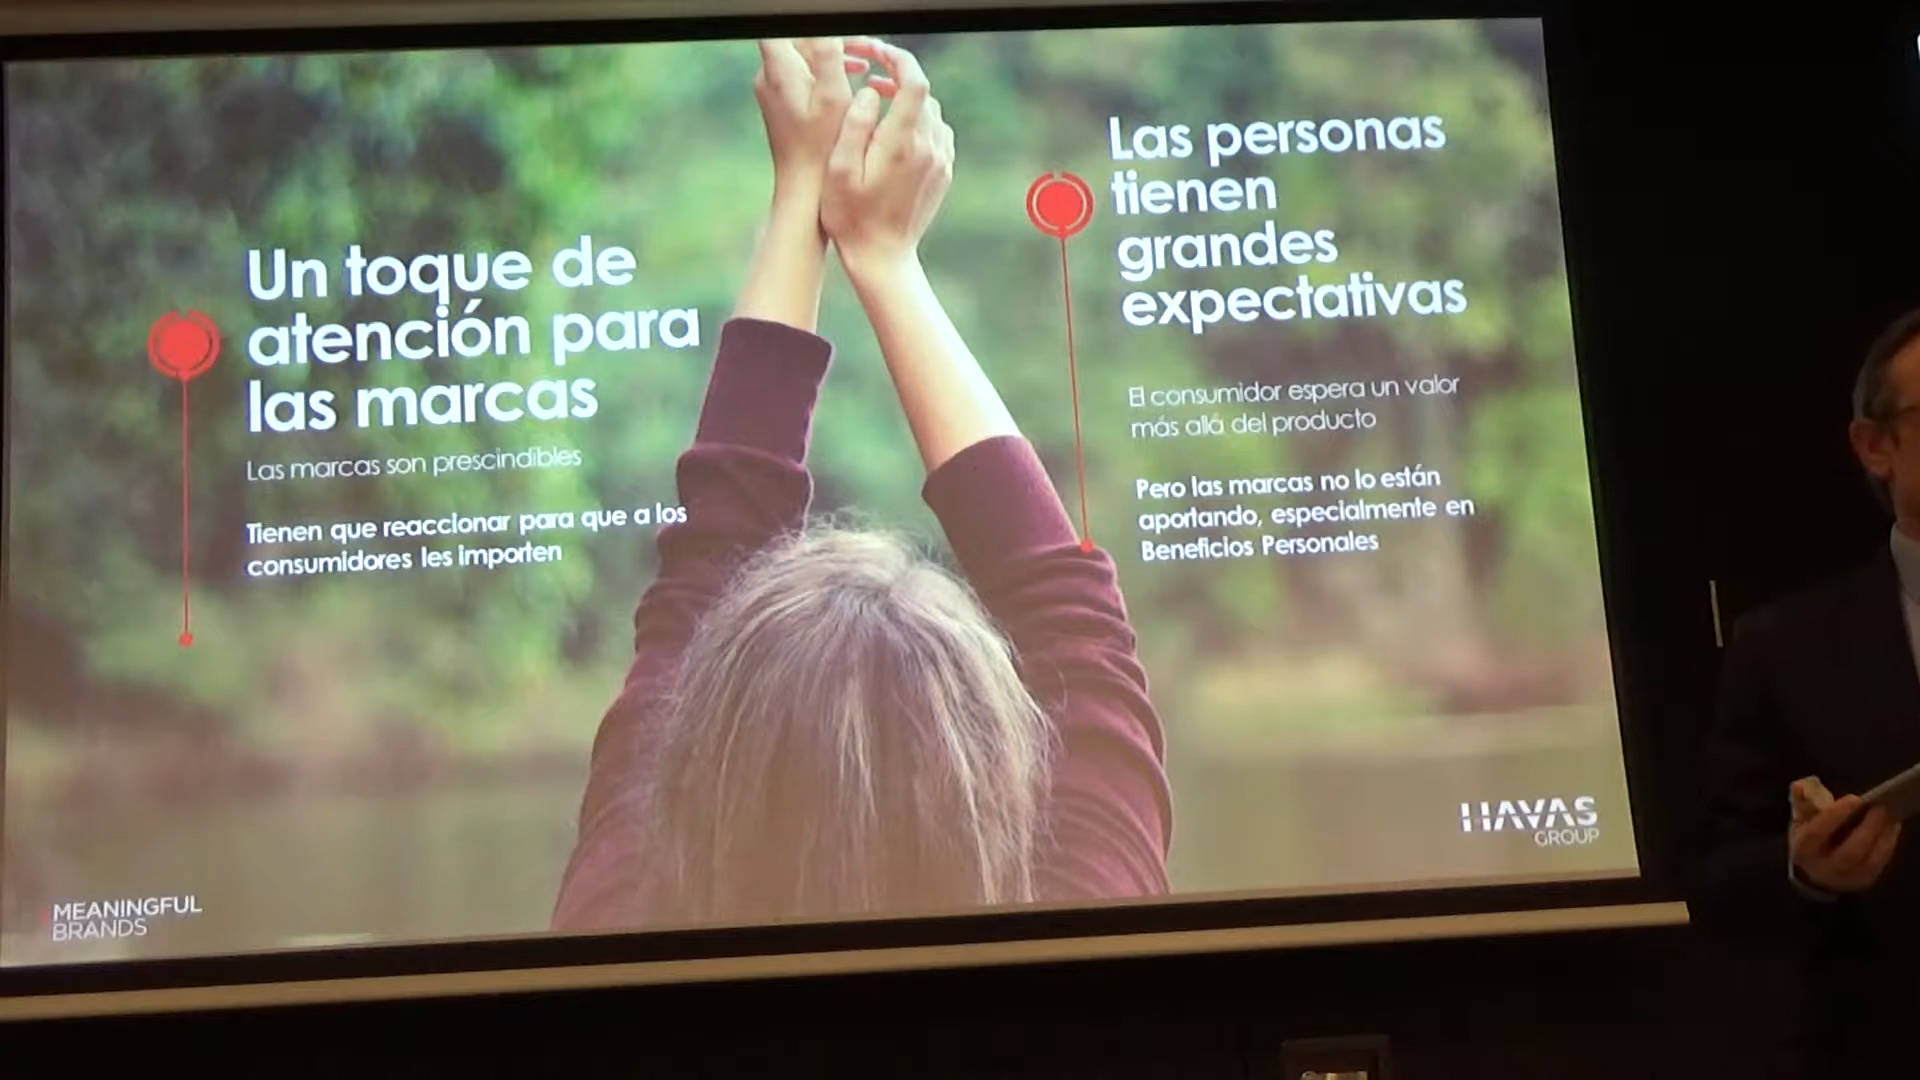 Un toque de
atención para
las marcas
Las marcas son prescindibles
Tienen que reaccionar para que a los
consumidores les importen
Las personas
tienen
grandes
expectativas
El consumidor espera un valor
más allá del producto
Pero las marcas no lo están
aportando, especialmente en
Beneficios Personales
MEANINGFUL
BRANDS
HAVAS
GROUP